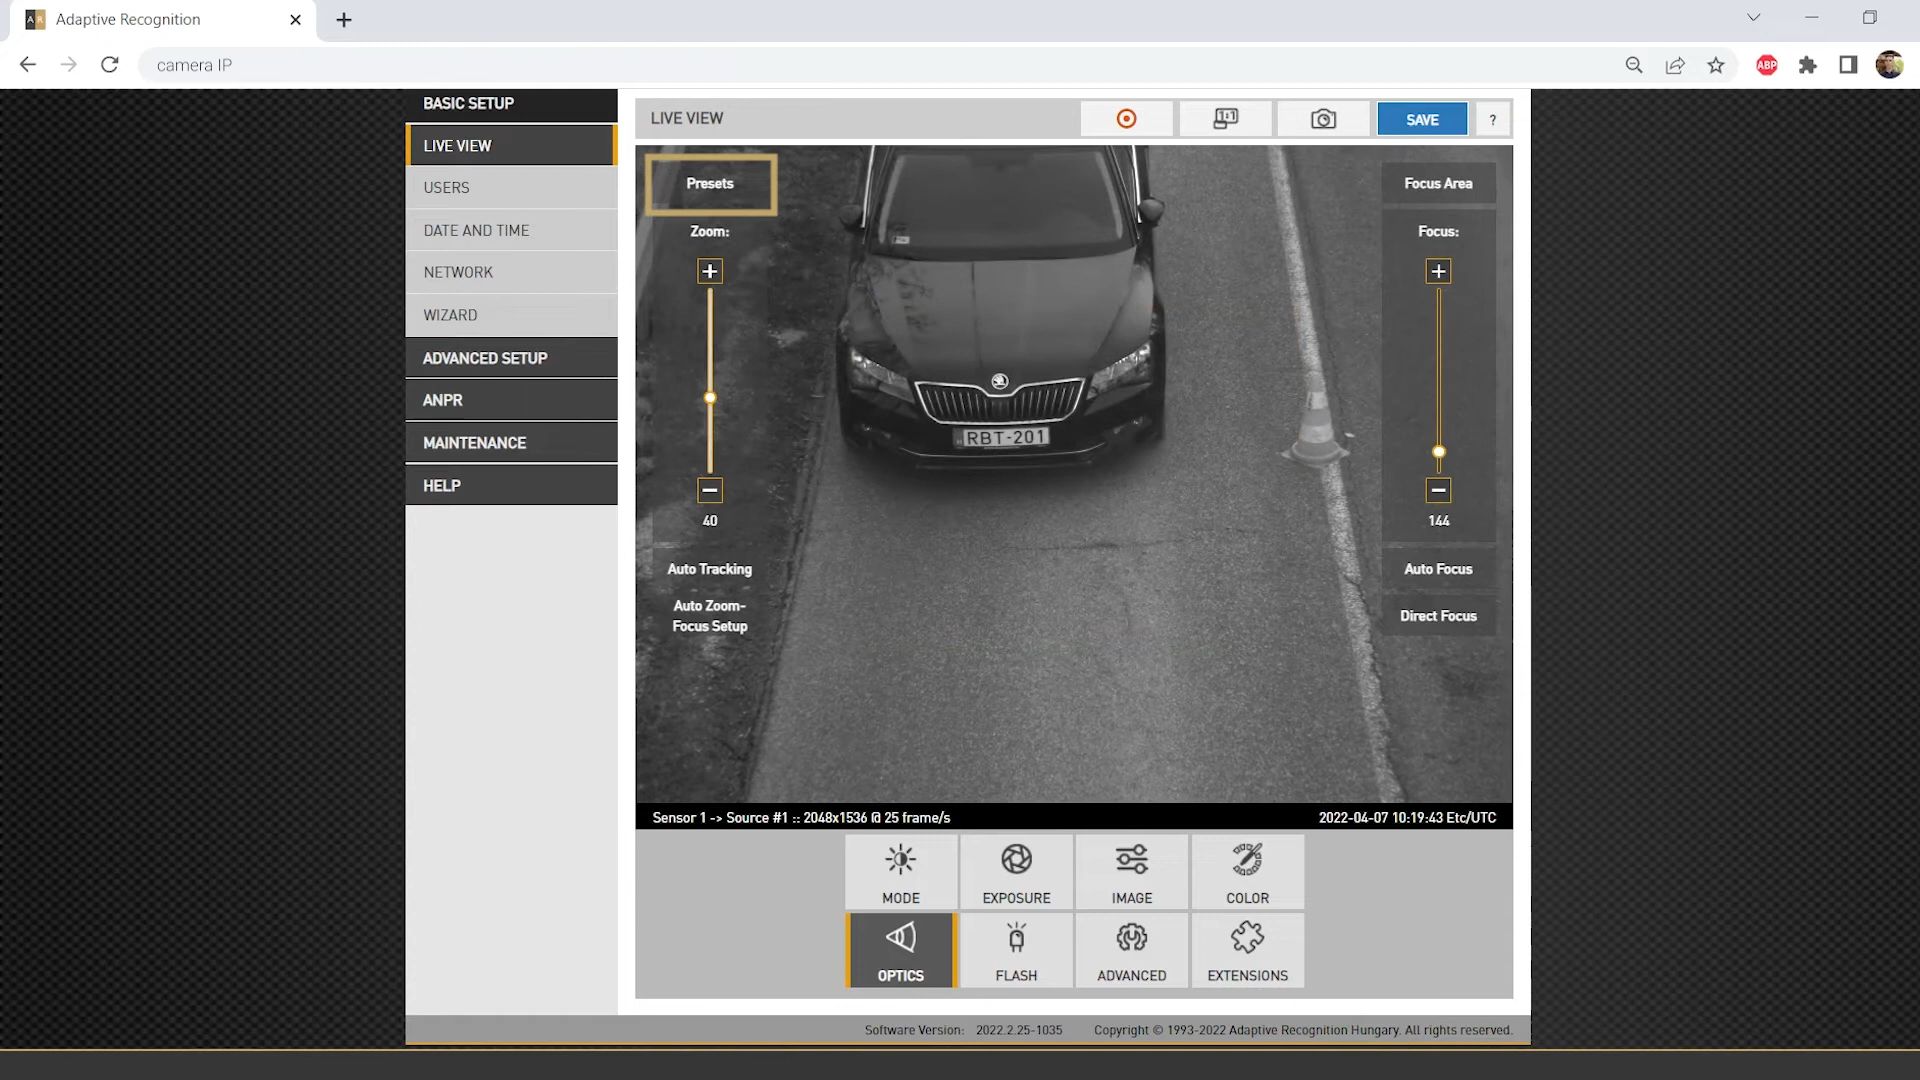 Adaptive Recognition
camera IP
ABP
BASIC SETUP
LIVE VIEW
USERS
DATE AND TIME
NETWORK
WIZARD
ADVANCED SETUP
ANPR
MAINTENANCE
HELP
LIVE VIEW
1:1
SAVE
?
Presets
Zoom:
40
Auto Tracking
Auto Zoom-
Focus Setup
RBT-201
Focus Area
Focus:
144
Auto Focus
Direct Focus
Sensor 1 -> Source #1 :: 2048x1536 @ 25 frame/s
2022-04-07 10:19:43 Etc/UTC
MODE
EXPOSURE
IMAGE
COLOR
OPTICS
FLASH
ADVANCED
EXTENSIONS
Software Version: 2022.2.25-1035
Copyright © 1993-2022 Adaptive Recognition Hungary. All rights reserved.